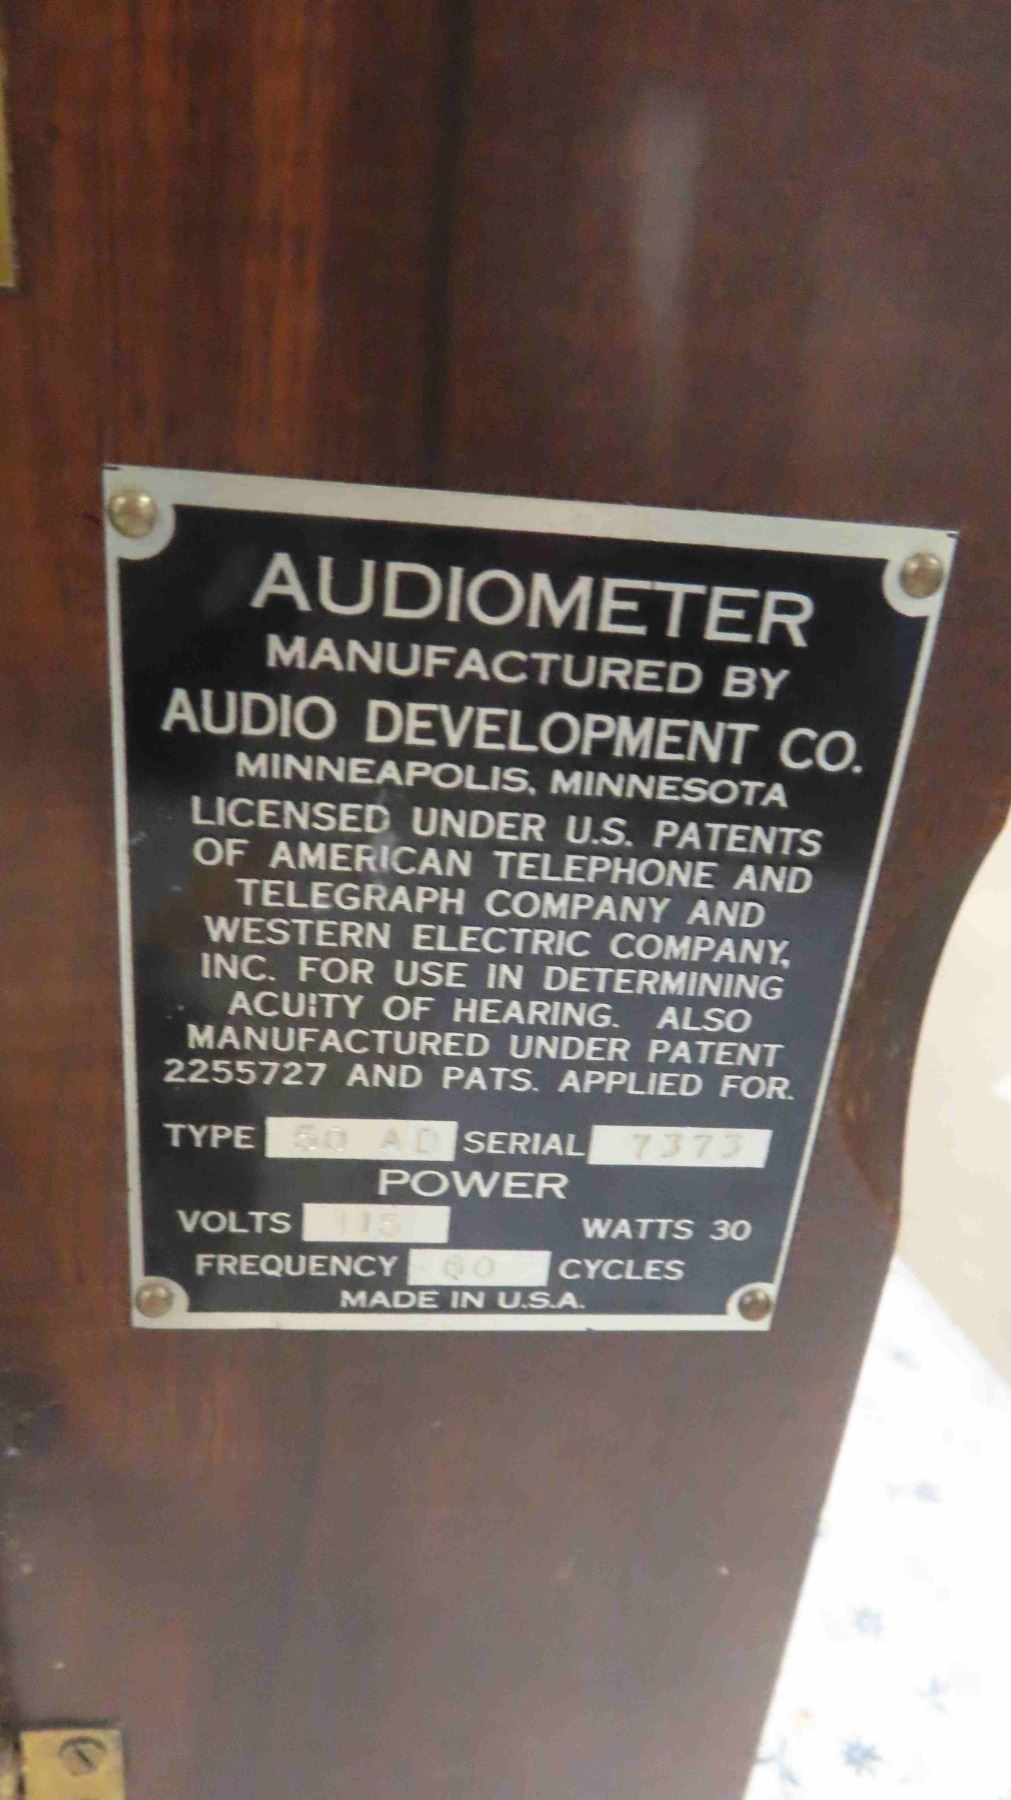 AUDIOMETER
MANUFACTURED BY
AUDIO DEVELOPMENT CO.
MINNEAPOLIS, MINNESOTA
LICENSED UNDER U.S. PATENTS
OF AMERICAN TELEPHONE AND
TELEGRAPH COMPANY AND
WESTERN ELECTRIC COMPANY,
INC. FOR USE IN DETERMINING
ACUITY OF HEARING. ALSO
MANUFACTURED UNDER PATENT
2255727 AND PATS. APPLIED FOR.
TYPE 50 AD SERIAL 7373
POWER
VOLTS 115 WATTS 30
FREQUENCY 60 CYCLES
MADE IN U.S.A.